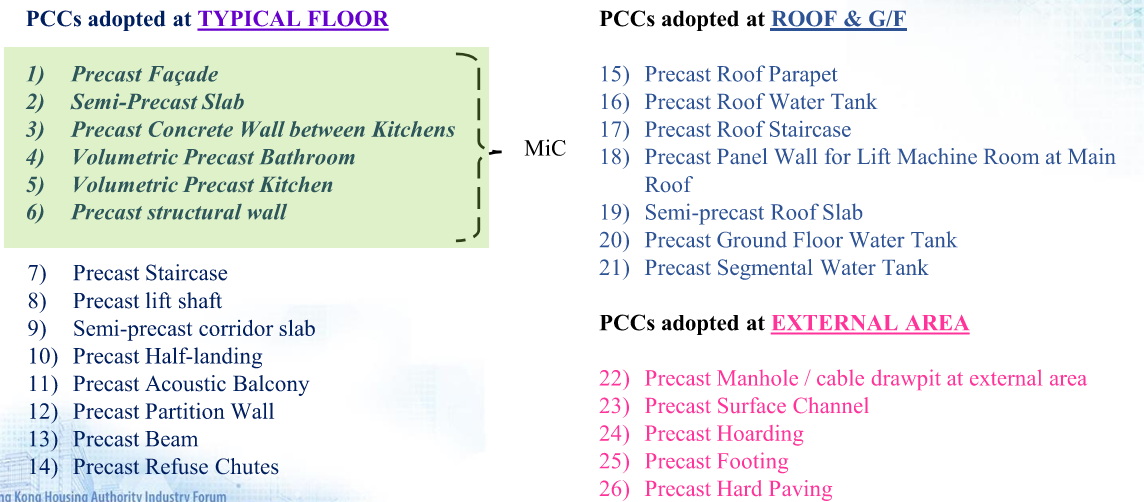 PCCs adopted at TYPICAL FLOOR
1) Precast Façade
2) Semi-Precast Slab
3) Precast Concrete Wall between Kitchens
4) Volumetric Precast Bathroom
5) Volumetric Precast Kitchen
6) Precast structural wall
MiC
7) Precast Staircase
8) Precast lift shaft
9) Semi-precast corridor slab
10) Precast Half-landing
11) Precast Acoustic Balcony
12) Precast Partition Wall
13) Precast Beam
14) Precast Refuse Chutes
PCCs adopted at ROOF & G/F
15) Precast Roof Parapet
16) Precast Roof Water Tank
17) Precast Roof Staircase
18) Precast Panel Wall for Lift Machine Room at Main
Roof
19) Semi-precast Roof Slab
20) Precast Ground Floor Water Tank
21) Precast Segmental Water Tank
PCCs adopted at EXTERNAL AREA
22) Precast Manhole / cable drawpit at external area
23) Precast Surface Channel
24) Precast Hoarding
25) Precast Footing
26) Precast Hard Paving
ng Kong Housing Authority Industry Forum